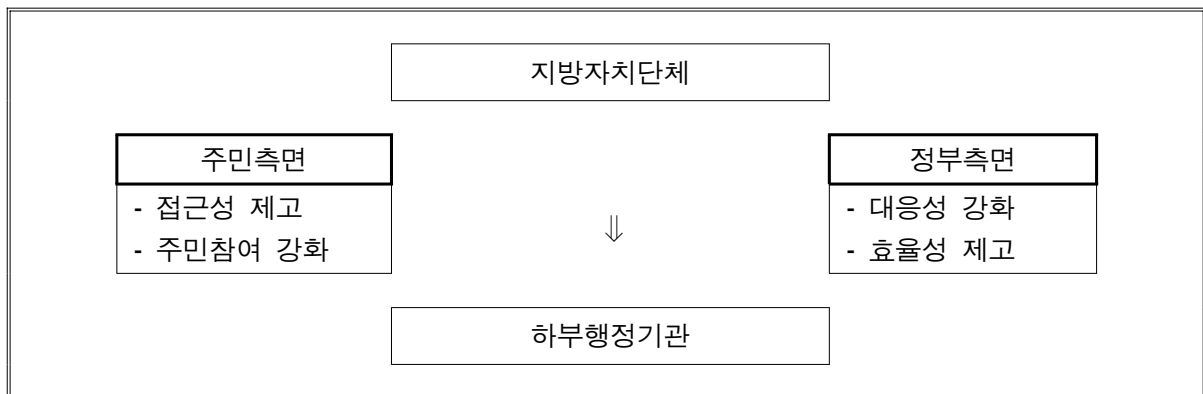 지방자치단체
주민측면
- 접근성 제고
- 주민참여 강화
⇓
정부측면
- 대응성 강화
- 효율성 제고
하부행정기관